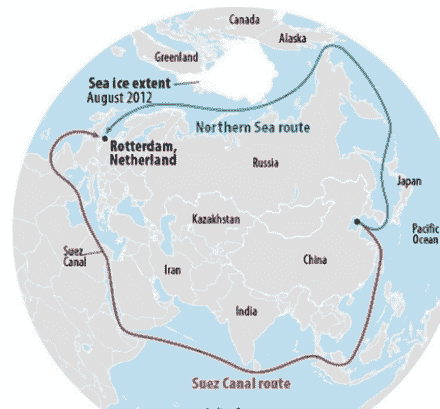 Canada
Alaska
Greenland
Sea ice extent
August 2012
Northern Sea route
Rotterdam,
Netherland
Russia
Japan
Kazakhstan
Pacific
Ocean
Suez
Canal
Iran
China
India
Suez Canal route